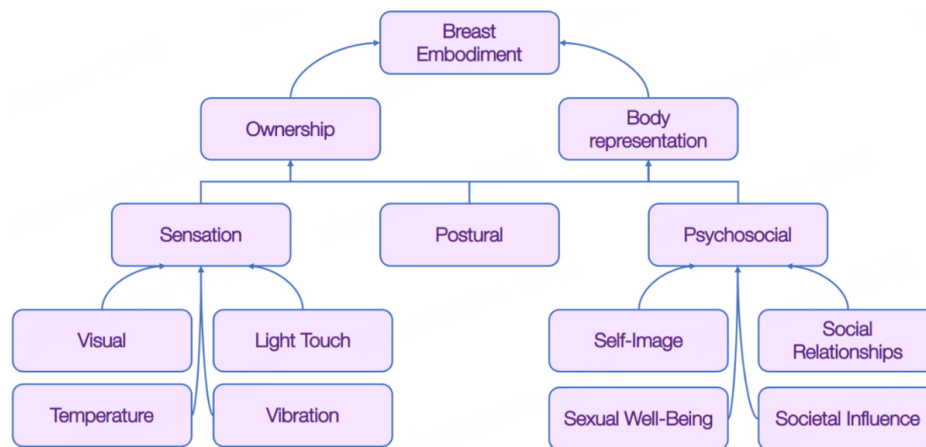 Breast
Embodiment
Ownership
Body
representation
Sensation
Postural
Psychosocial
Visual
Light Touch
Self-Image
Social
Relationships
Temperature
Vibration
Sexual Well-Being
Societal Influence